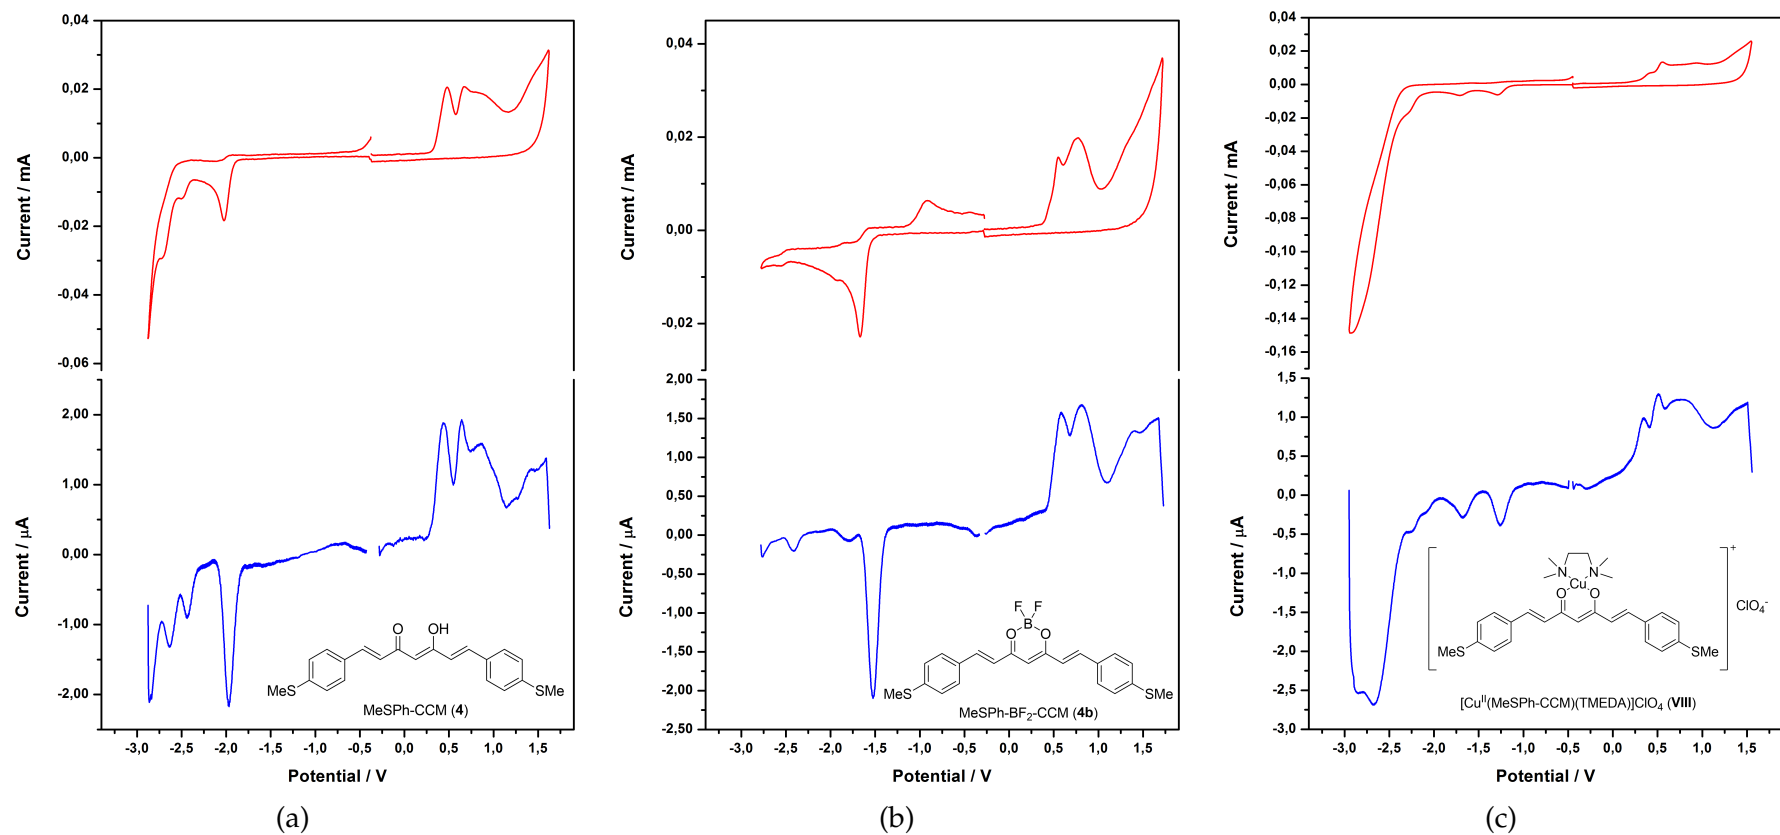 0,04
0,02
0,00
-0,02
-0,04
-0,06
Current / mA
2,00
1,00
0,00
-1,00
-2,00
Current / μA
O OH
MeS SMe
MeSPh-CCM (4)
-3,0 -2,5 -2,0 -1,5 -1,0 -0,5 0,0 0,5 1,0 1,5
Potential / V
(a)
0,04
0,02
0,00
-0,02
Current / mA
2,00
1,50
1,00
0,50
0,00
-0,50
-1,00
-1,50
-2,00
-2,50
Current / μA
F F
B
O O
MeS SMe
MeSPh-BF2-CCM (4b)
-3,0 -2,5 -2,0 -1,5 -1,0 -0,5 0,0 0,5 1,0 1,5
Potential / V
(b)
0,04
0,02
0,00
-0,02
-0,04
-0,06
-0,08
-0,10
-0,12
-0,14
-0,16
Current / mA
1,5
1,0
0,5
0,0
-0,5
-1,0
-1,5
-2,0
-2,5
-3,0
Current / μA
+
N N
Cu
O O
ClO4-
MeS SMe
[CuII(MeSPh-CCM)(TMEDA)]ClO4 (VIII)
-3,0 -2,5 -2,0 -1,5 -1,0 -0,5 0,0 0,5 1,0 1,5
Potential / V
(c)